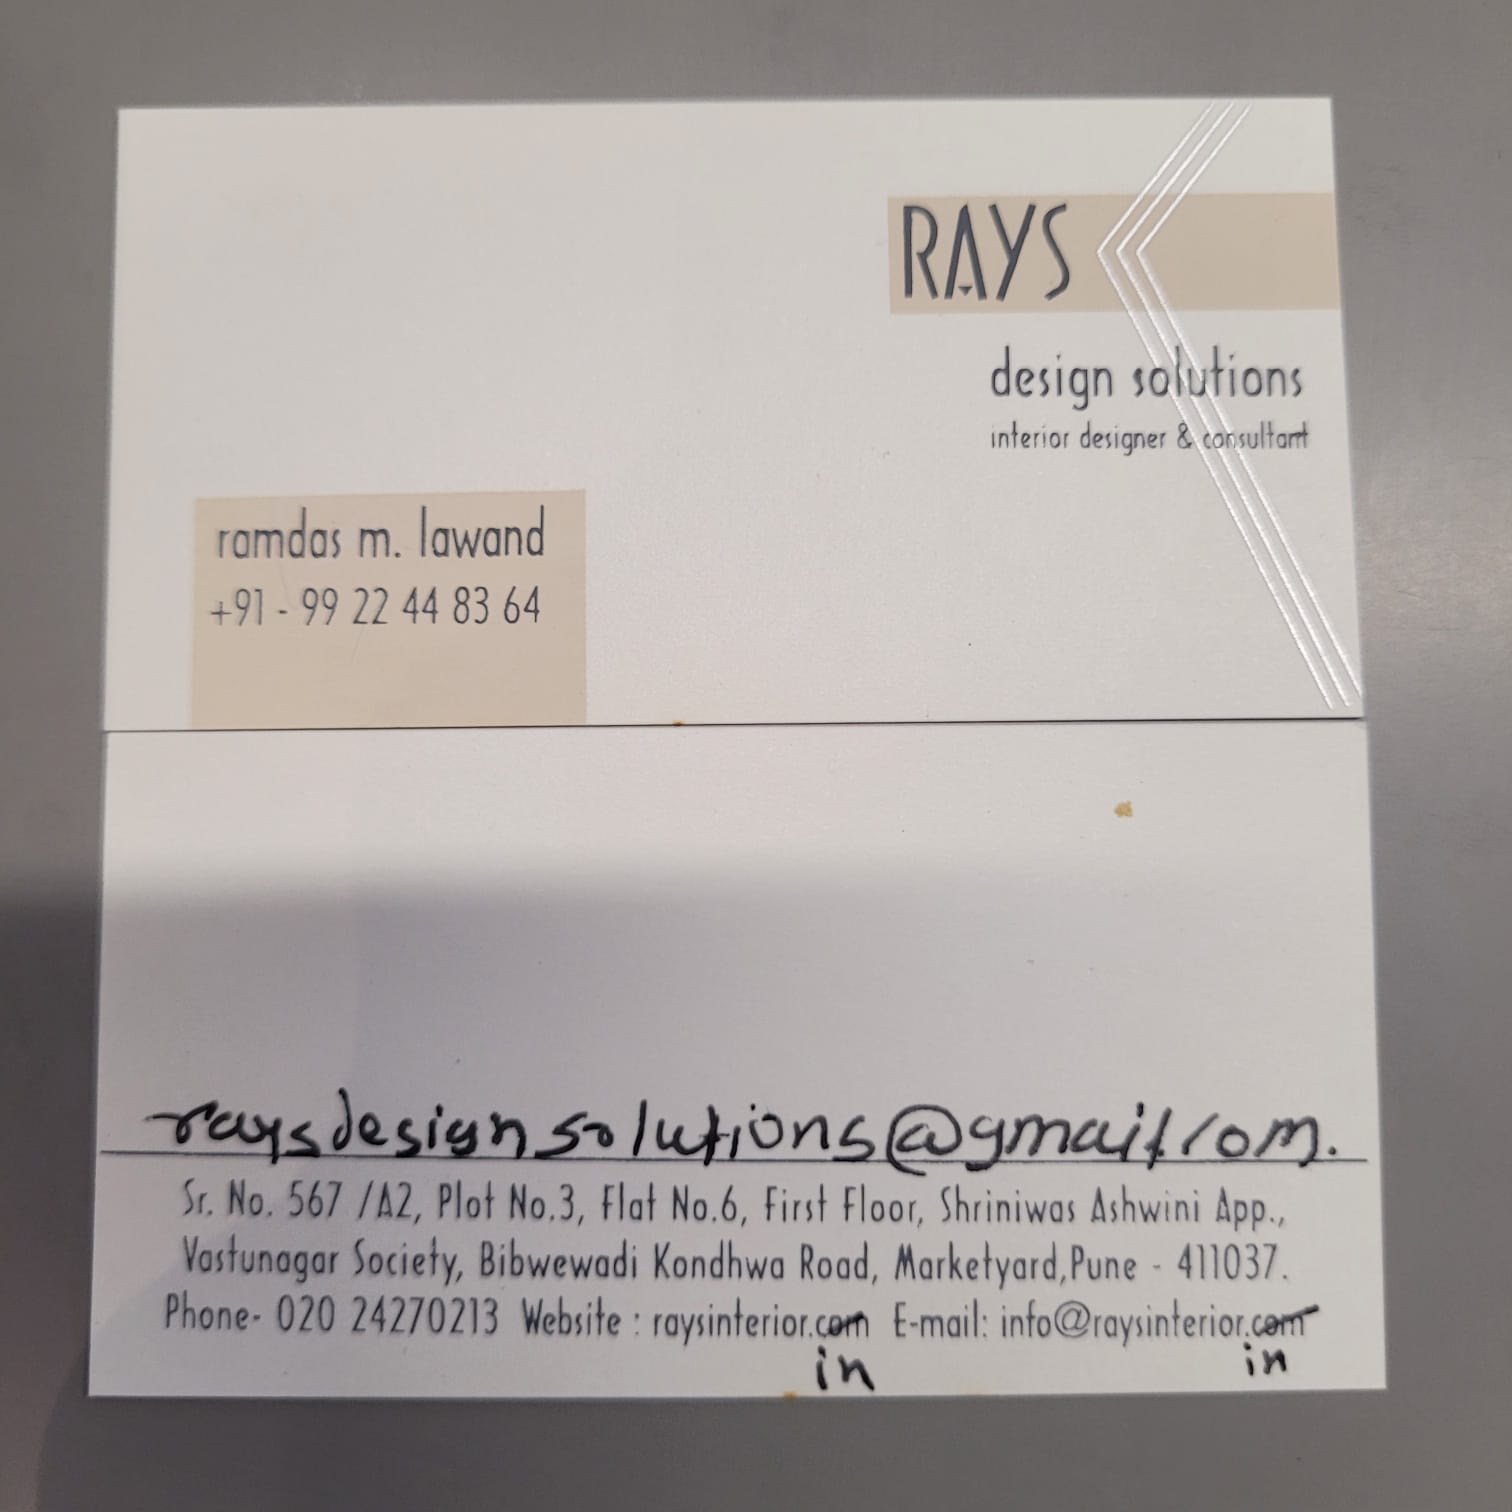 RAYS
design solutions
interior designer & consultant
ramdas m. lawand
+91 - 99 22 44 83 64
raysdesignsolutions@gmail.com.
Sr. No. 567 /A2, Plot No.3, Flat No.6, First Floor, Shriniwas Ashwini App.,
Vastunagar Society, Bibwewadi Kondhwa Road, Marketyard,Pune - 411037.
Phone- 020 24270213 Website : raysinterior.com E-mail: info@raysinterior.com
in in